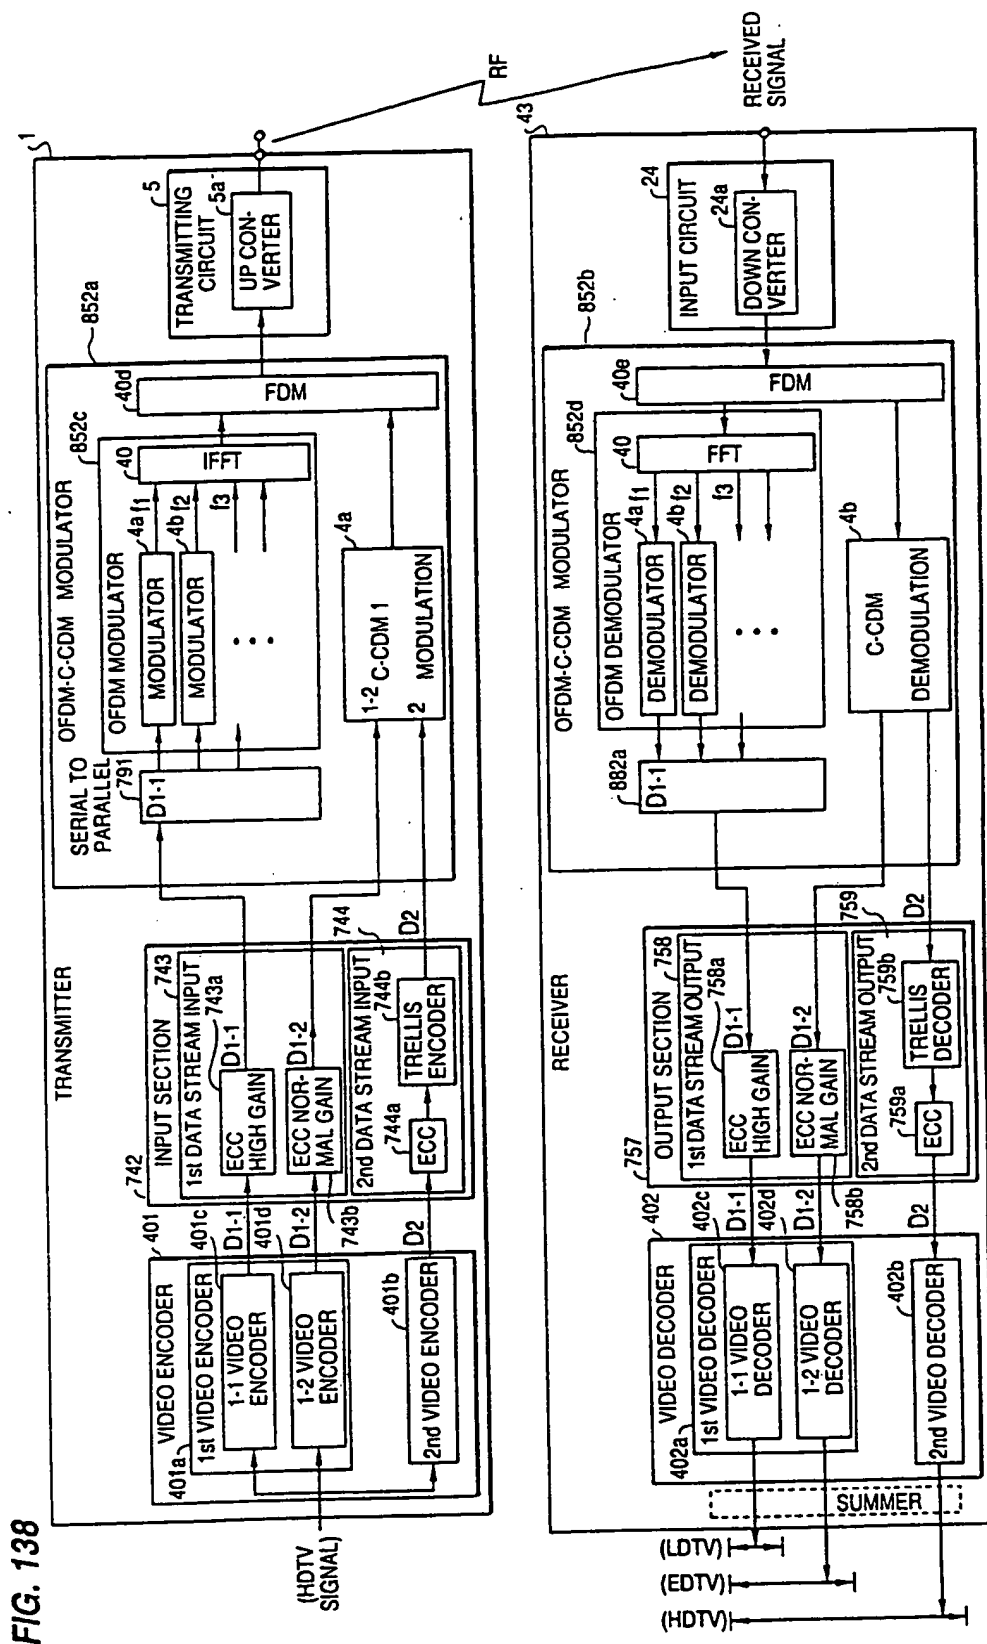 FIG. 138
TRANSMITTER
1
(HDTV
SIGNAL)
VIDEO ENCODER
401
401a
1st VIDEO ENCODER
401c
1-1 VIDEO
ENCODER
401d
1-2 VIDEO
ENCODER
401b
2nd VIDEO ENCODER
D1-1
D1-2
D2
742
INPUT SECTION
743
1st DATA STREAM INPUT
743a
ECC
HIGH GAIN
D1-1
ECC NOR-
MAL GAIN
D1-2
743b
744
2nd DATA STREAM INPUT
744a
ECC
744b
TRELLIS
ENCODER
D2
852a
OFDM-C-CDM MODULATOR
SERIAL TO
PARALLEL
791
D1-1
852c
OFDM MODULATOR
MODULATOR
4a
f1
MODULATOR
4b
f2
f3
40
IFFT
40d
FDM
4a
1-2
C-CDM 1
2
MODULATION
5
TRANSMITTING
CIRCUIT
5a
UP CON-
VERTER
RF
RECEIVED
SIGNAL
RECEIVER
43
(LDTV)
(EDTV)
(HDTV)
SUMMER
VIDEO DECODER
402
402a
1st VIDEO DECODER
402c
1-1 VIDEO
DECODER
402d
1-2 VIDEO
DECODER
402b
2nd VIDEO DECODER
D1-1
D1-2
D2
757
OUTPUT SECTION
758
1st DATA STREAM OUTPUT
758a
ECC
HIGH GAIN
D1-1
ECC NOR-
MAL GAIN
D1-2
758b
759
2nd DATA STREAM OUTPUT
759a
ECC
759b
TRELLIS
DECODER
D2
852b
OFDM-C-CDM MODULATOR
882a
D1-1
852d
OFDM DEMODULATOR
DEMODULATOR
4a
f1
DEMODULATOR
4b
f2
f3
40
FFT
40e
FDM
4b
C-CDM
DEMODULATION
24
INPUT CIRCUIT
24a
DOWN CON-
VERTER